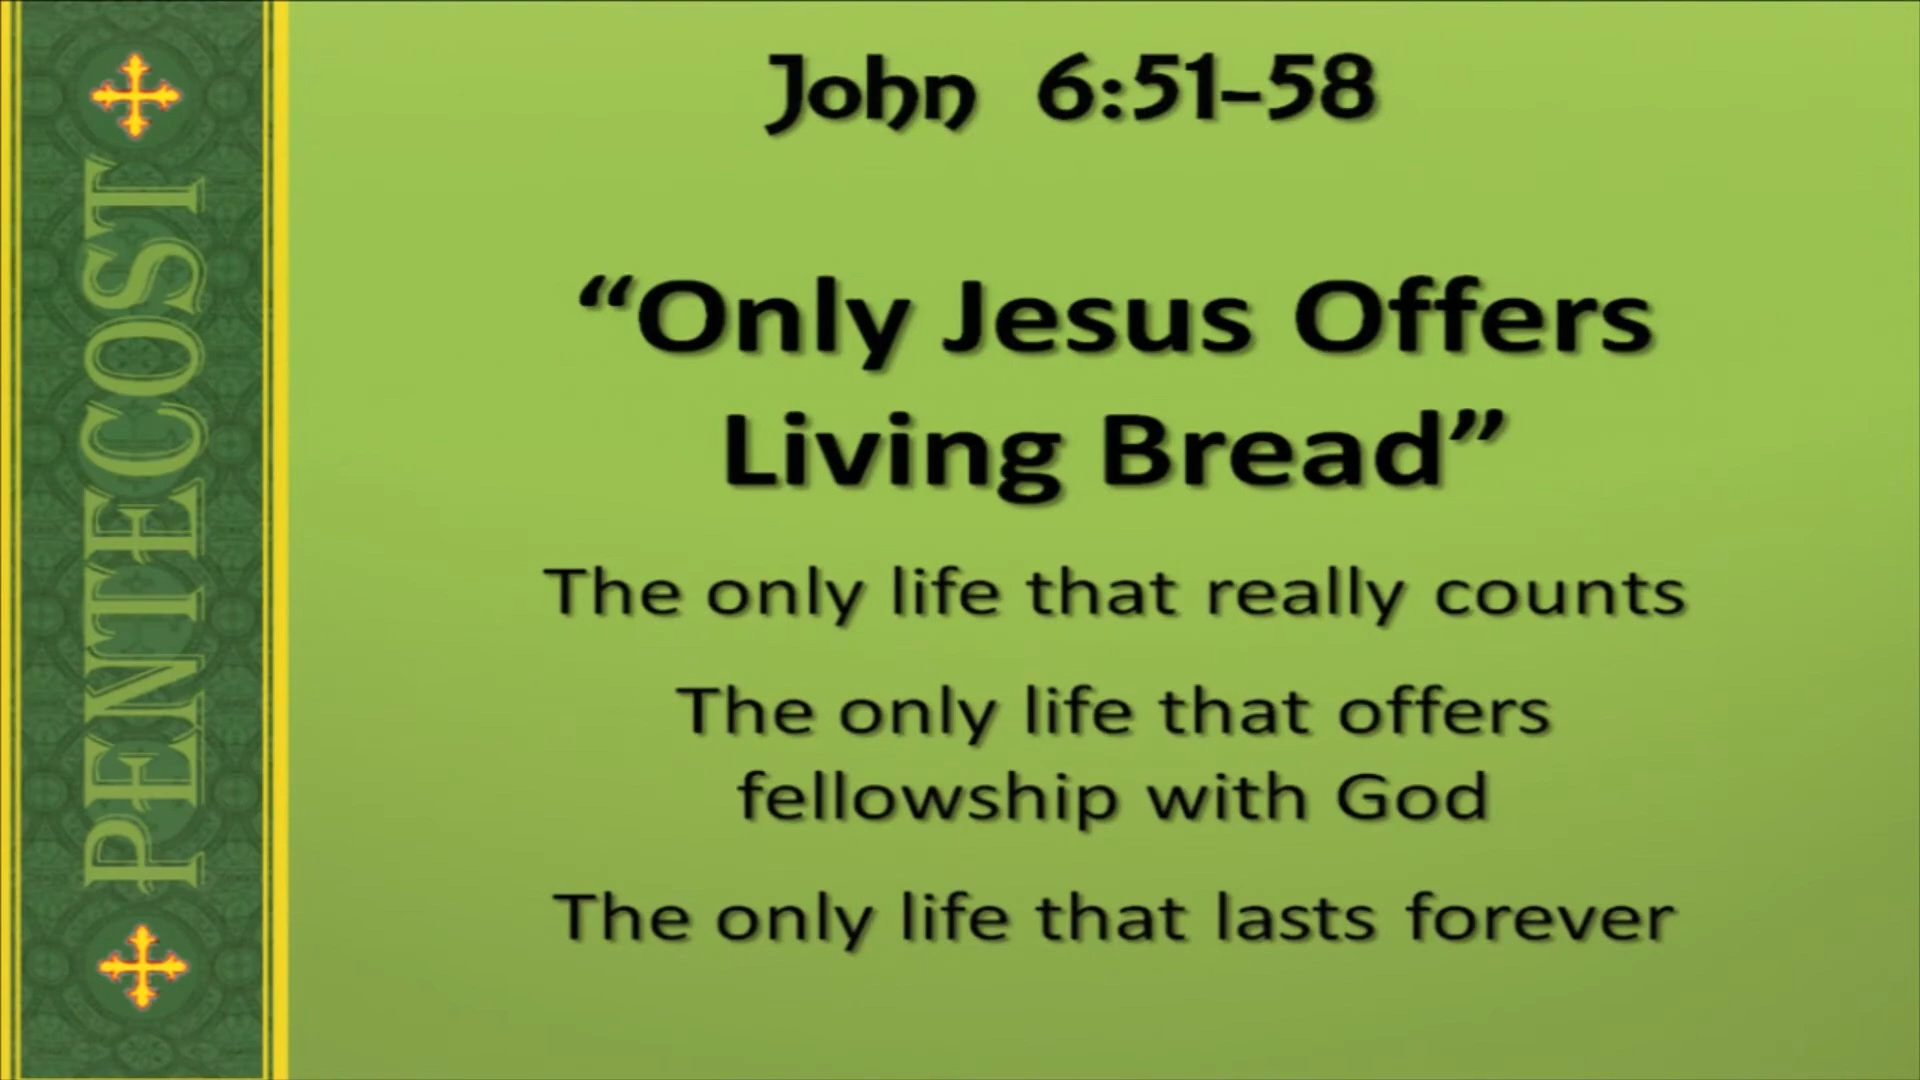 PENTECOST
John 6:51-58
“Only Jesus Offers
Living Bread”
The only life that really counts
The only life that offers
fellowship with God
The only life that lasts forever